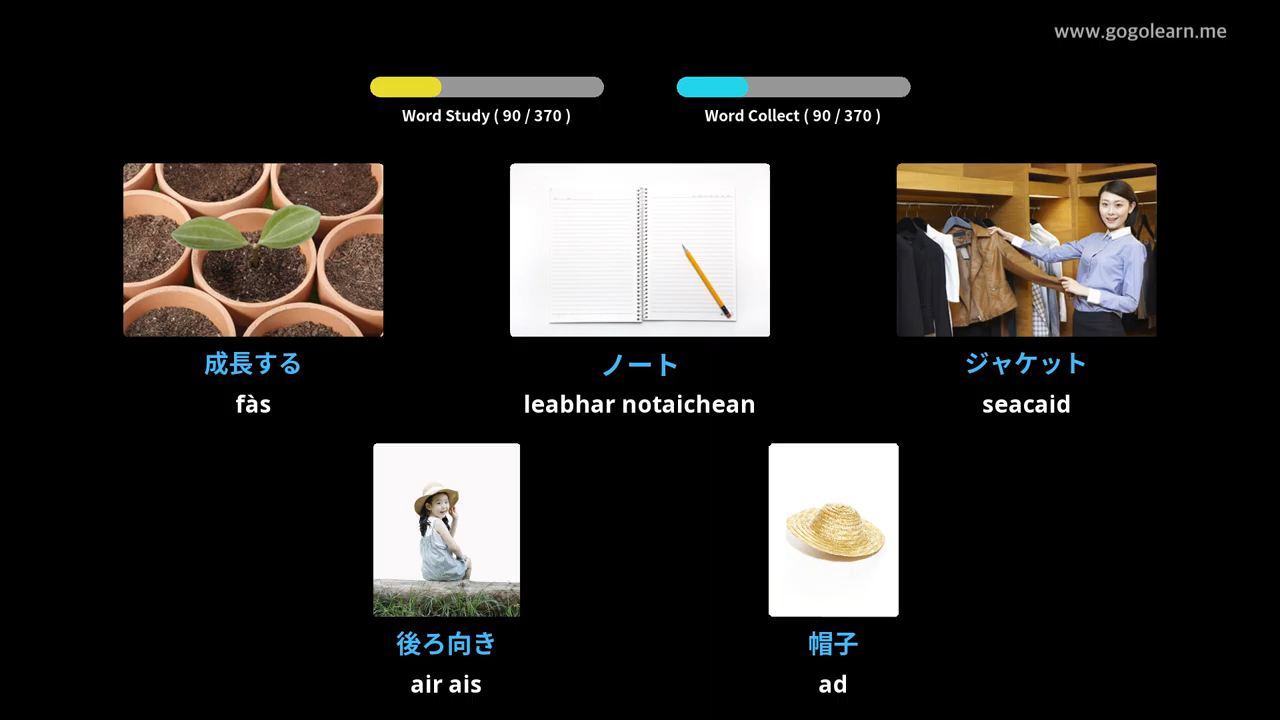 www.gogolearn.me
Word Study ( 90 / 370 )
Word Collect ( 90 / 370 )
成長する
fàs
ノート
leabhar notaichean
ジャケット
seacaid
後ろ向き
air ais
帽子
ad